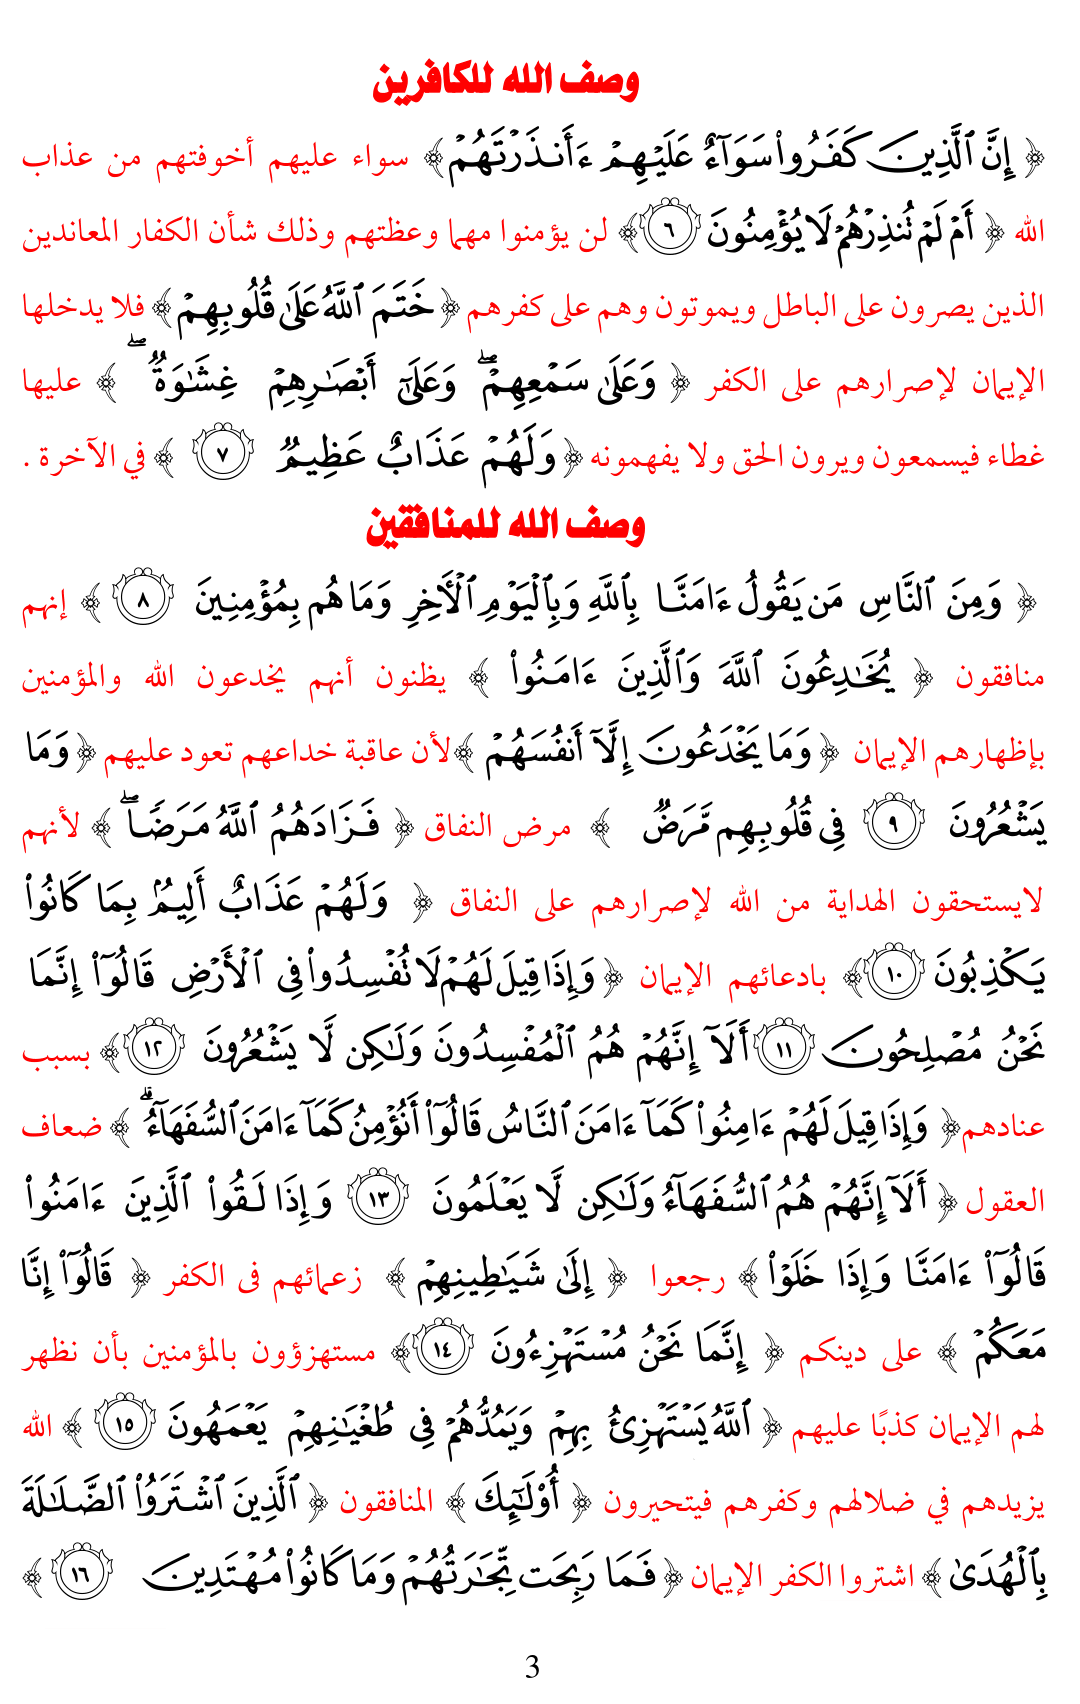 وصف الله للكافرين
﴿ إِنَّ ٱلَّذِينَ كَفَرُوا۟ سَوَآءٌ عَلَيْهِمْ ءَأَنذَرْتَهُمْ ﴾ سواء عليهم أخوفتهم من عذاب
الله ﴿ أَمْ لَمْ تُنذِرْهُمْ لَا يُؤْمِنُونَ ٦ ﴾ لن يؤمنوا مهما وعظتهم وذلك شأن الكفار المعاندين
الذين يصرون على الباطل ويموتون وهم على كفرهم ﴿ خَتَمَ ٱللَّهُ عَلَىٰ قُلُوبِهِمْ ﴾ فلا يدخلها
الإيمان لإصرارهم على الكفر ﴿ وَعَلَىٰ سَمْعِهِمْ ۖ وَعَلَىٰٓ أَبْصَـٰرِهِمْ غِشَـٰوَةٌ ۖ ﴾ عليها
غطاء فيسمعون ويرون الحق ولا يفهمونه ﴿ وَلَهُمْ عَذَابٌ عَظِيمٌ ٧ ﴾ في الآخرة .
وصف الله للمنافقين
﴿ وَمِنَ ٱلنَّاسِ مَن يَقُولُ ءَامَنَّا بِٱللَّهِ وَبِٱلْيَوْمِ ٱلْـَٔاخِرِ وَمَا هُم بِمُؤْمِنِينَ ٨ ﴾ إنهم
منافقون ﴿ يُخَـٰدِعُونَ ٱللَّهَ وَٱلَّذِينَ ءَامَنُوا۟ ﴾ يظنون أنهم يخدعون الله والمؤمنين
بإظهارهم الإيمان ﴿ وَمَا يَخْدَعُونَ إِلَّآ أَنفُسَهُمْ ﴾ لأن عاقبة خداعهم تعود عليهم ﴿ وَمَا
يَشْعُرُونَ ٩ فِى قُلُوبِهِم مَّرَضٌ ﴾ مرض النفاق ﴿ فَزَادَهُمُ ٱللَّهُ مَرَضًا ۖ ﴾ لأنهم
لايستحقون الهداية من الله لإصرارهم على النفاق ﴿ وَلَهُمْ عَذَابٌ أَلِيمٌۢ بِمَا كَانُوا۟
يَكْذِبُونَ ١٠ ﴾ بادعائهم الإيمان ﴿ وَإِذَا قِيلَ لَهُمْ لَا تُفْسِدُوا۟ فِى ٱلْأَرْضِ قَالُوٓا۟ إِنَّمَا
نَحْنُ مُصْلِحُونَ ١١ أَلَآ إِنَّهُمْ هُمُ ٱلْمُفْسِدُونَ وَلَـٰكِن لَّا يَشْعُرُونَ ١٢ ﴾ بسبب
عنادهم ﴿ وَإِذَا قِيلَ لَهُمْ ءَامِنُوا۟ كَمَآ ءَامَنَ ٱلنَّاسُ قَالُوٓا۟ أَنُؤْمِنُ كَمَآ ءَامَنَ ٱلسُّفَهَآءُ ۗ ﴾ ضعاف
العقول ﴿ أَلَآ إِنَّهُمْ هُمُ ٱلسُّفَهَآءُ وَلَـٰكِن لَّا يَعْلَمُونَ ١٣ وَإِذَا لَقُوا۟ ٱلَّذِينَ ءَامَنُوا۟
قَالُوٓا۟ ءَامَنَّا وَإِذَا خَلَوْا۟ ﴾ رجعوا ﴿ إِلَىٰ شَيَـٰطِينِهِمْ ﴾ زعمائهم فى الكفر ﴿ قَالُوٓا۟ إِنَّا
مَعَكُمْ ﴾ على دينكم ﴿ إِنَّمَا نَحْنُ مُسْتَهْزِءُونَ ١٤ ﴾ مستهزؤون بالمؤمنين بأن نظهر
لهم الإيمان كذبًا عليهم ﴿ ٱللَّهُ يَسْتَهْزِئُ بِهِمْ وَيَمُدُّهُمْ فِى طُغْيَـٰنِهِمْ يَعْمَهُونَ ١٥ ﴾ الله
يزيدهم في ضلالهم وكفرهم فيتحيرون ﴿ أُو۟لَـٰٓئِكَ ﴾ المنافقون ﴿ ٱلَّذِينَ ٱشْتَرَوُا۟ ٱلضَّلَـٰلَةَ
بِٱلْهُدَىٰ ﴾ اشتروا الكفر الإيمان ﴿ فَمَا رَبِحَت تِّجَـٰرَتُهُمْ وَمَا كَانُوا۟ مُهْتَدِينَ ١٦ ﴾
3